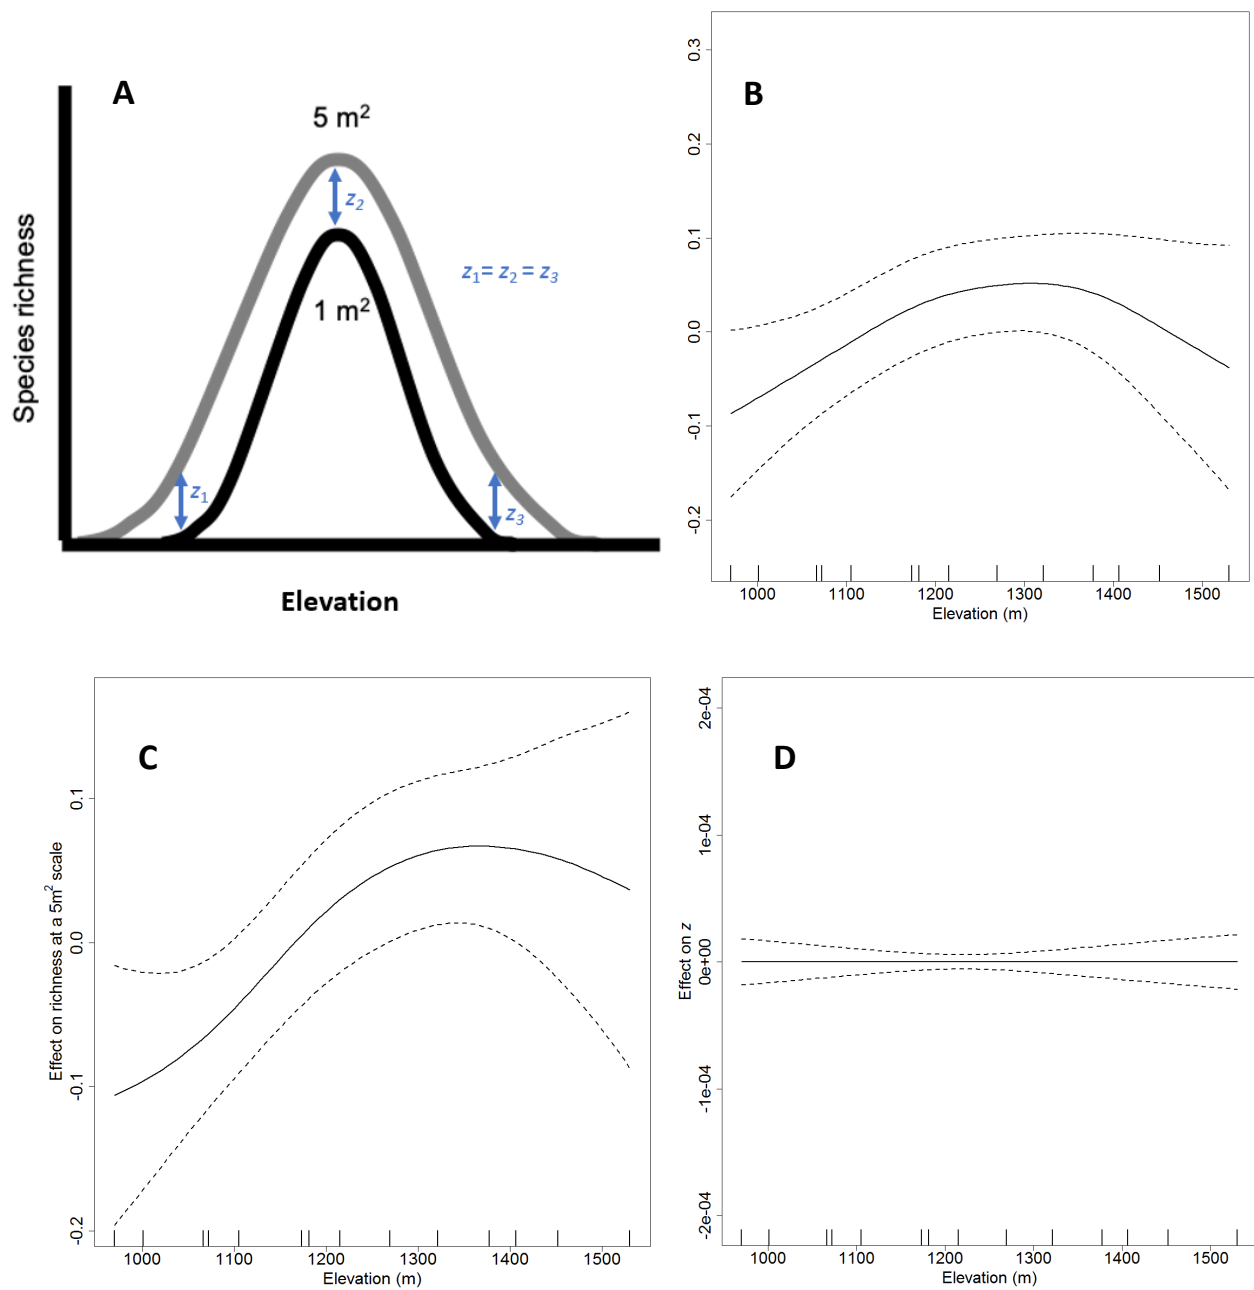 A
5 m²
z₂
Species richness
z₁= z₂ = z₃
1 m²
z₁
z₃
Elevation
B
0.3
0.2
0.1
0.0
-0.1
-0.2
1000 1100 1200 1300 1400 1500
Elevation (m)
C
Effect on richness at a 5m² scale
0.1
0.0
-0.1
-0.2
1000 1100 1200 1300 1400 1500
Elevation (m)
D
Effect on z
2e-04
1e-04
0e+00
-1e-04
-2e-04
1000 1100 1200 1300 1400 1500
Elevation (m)